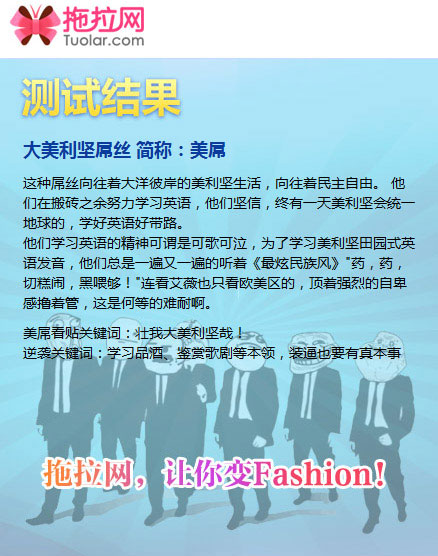 拖拉网
Tuolar.com
测试结果
大美利坚屌丝 简称：美屌
这种屌丝向往着大洋彼岸的美利坚生活，向往着民主自由。 他
们在搬砖之余努力学习英语，他们坚信，终有一天美利坚会统一
地球的，学好英语好带路。
他们学习英语的精神可谓是可歌可泣，为了学习美利坚田园式英
语发音，他们总是一遍又一遍的听着《最炫民族风》"药，药，
切糕闹，黑喂够！"连看艾薇也只看欧美区的，顶着强烈的自卑
感撸着管，这是何等的难耐啊。
美屌看贴关键词：壮我大美利坚哉！
逆袭关键词：学习品酒、鉴赏歌剧等本领，装逼也要有真本事
拖拉网，让你变Fashion!